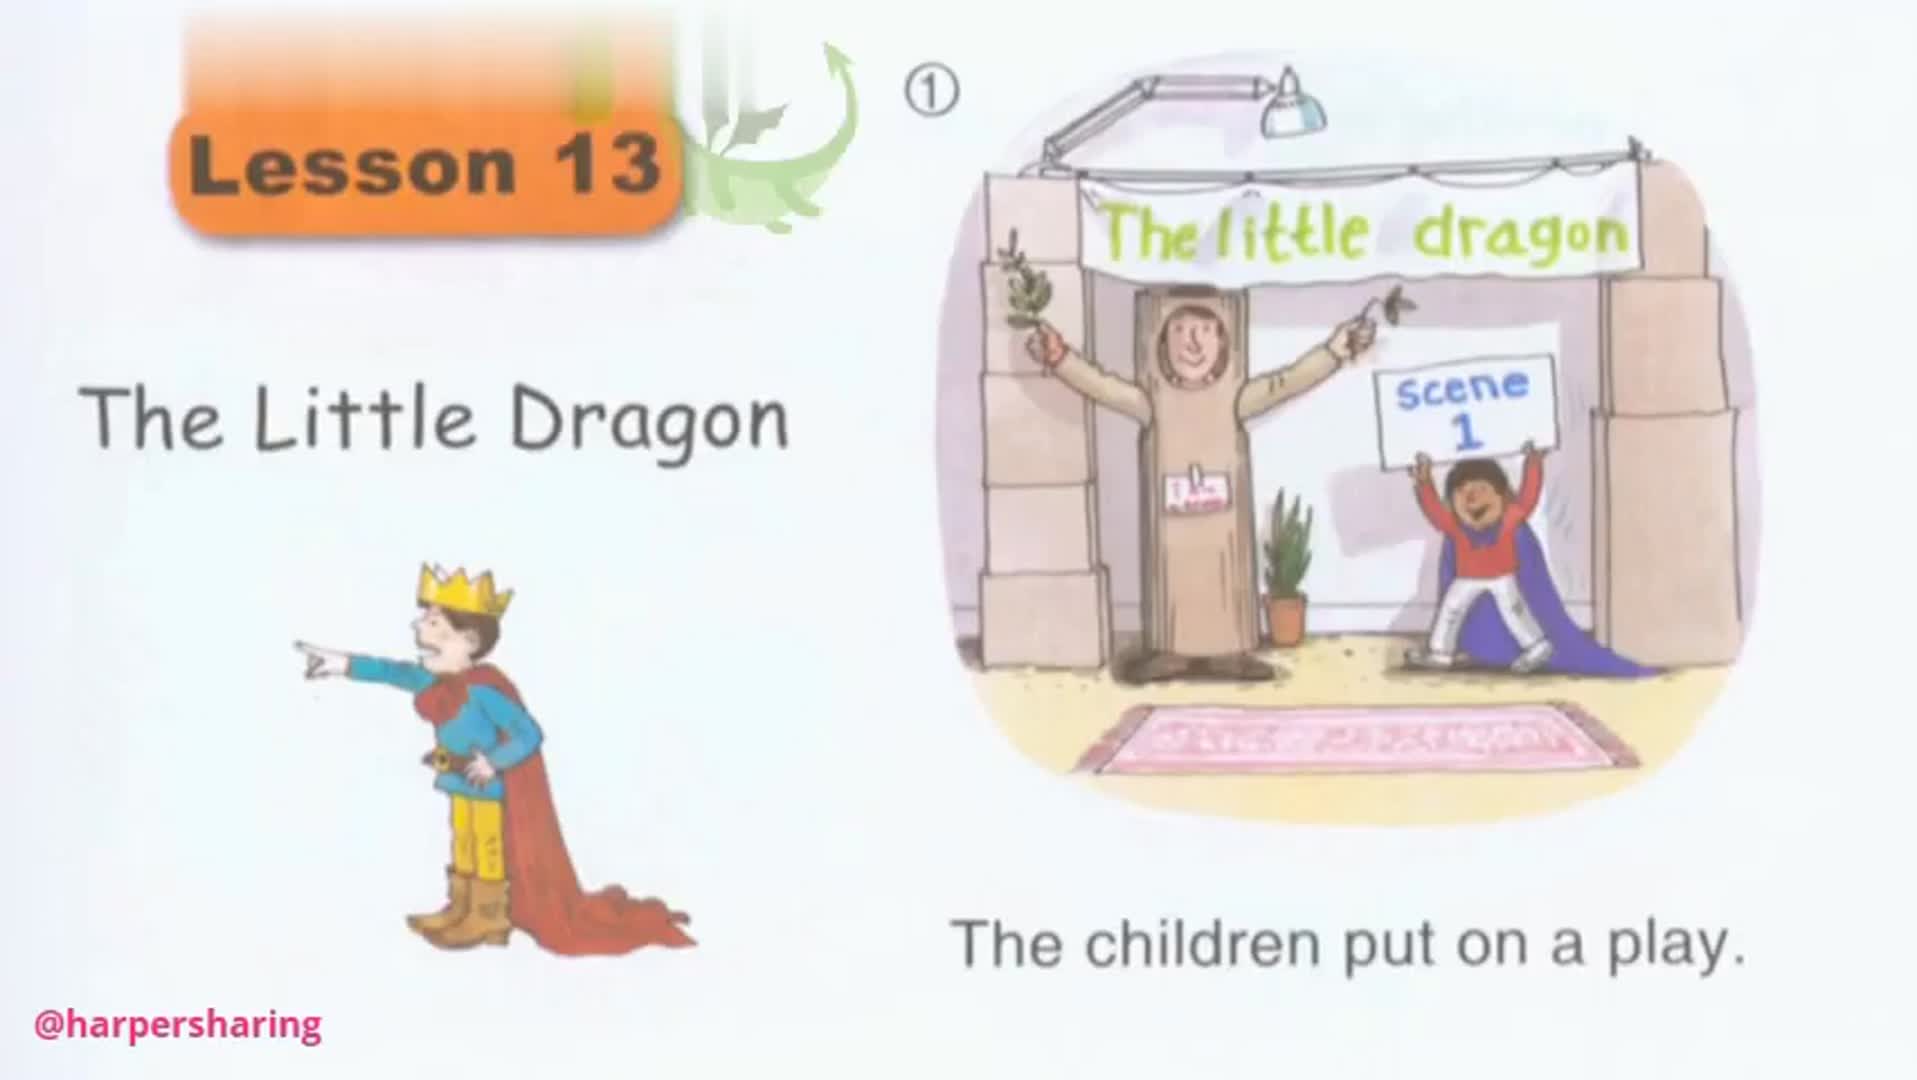 Lesson 13
The Little Dragon
@harpersharing
①
The little dragon
Scene
1
The children put on a play.